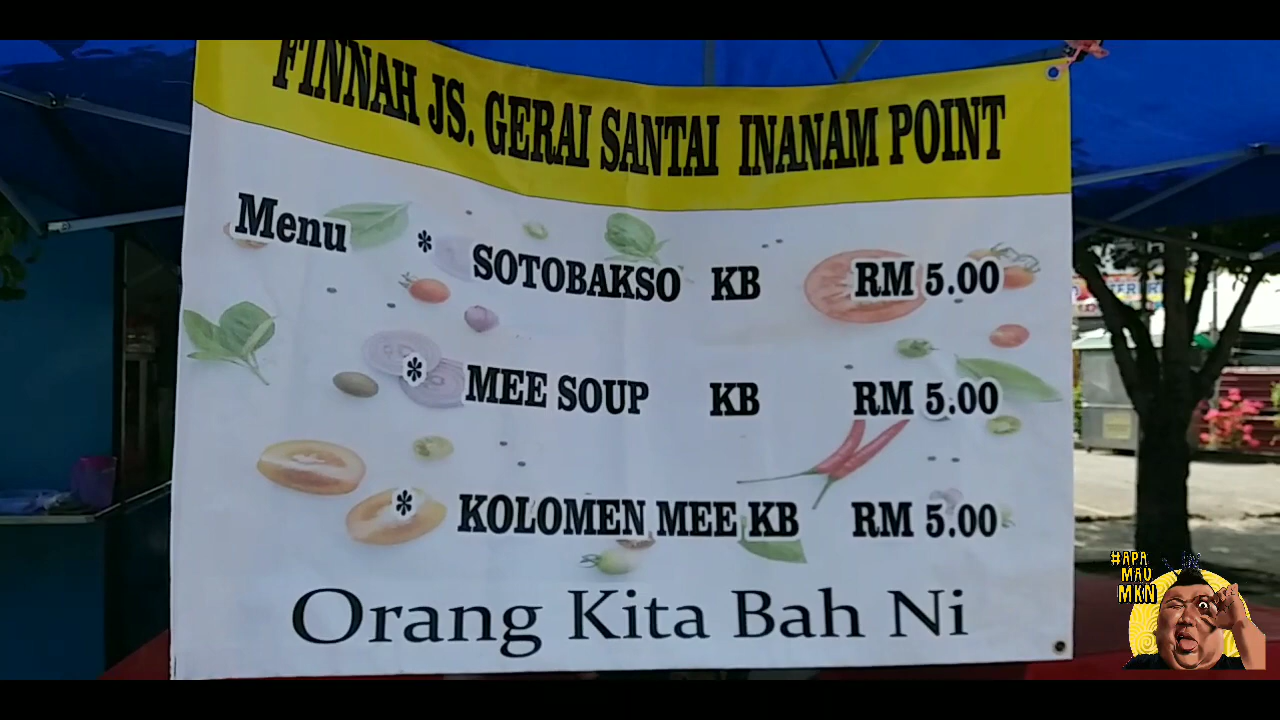 FINNAH JS. GERAI SANTAI INANAM POINT
Menu
* SOTOBAKSO KB RM 5.00
* MEE SOUP KB RM 5.00
* KOLOMEN MEE KB RM 5.00
Orang Kita Bah Ni
#APA
MAU
MKN